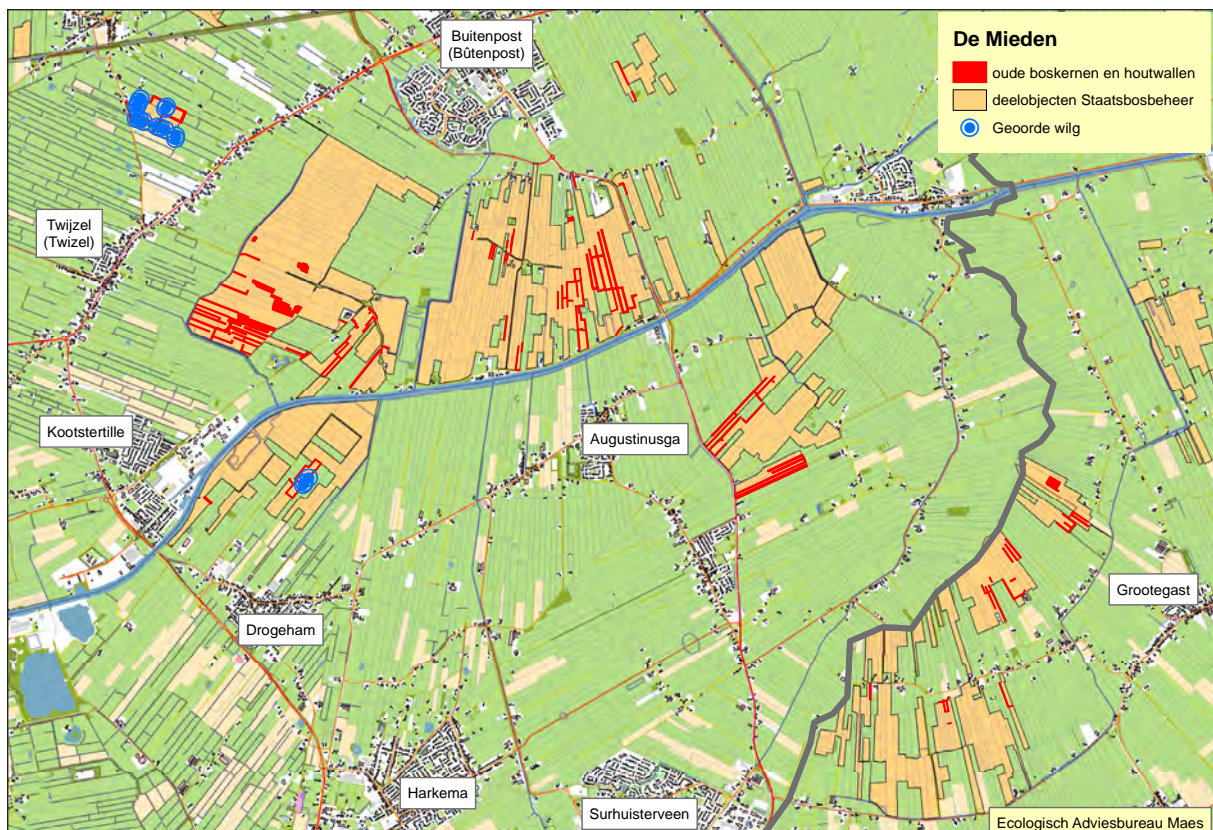 Buitenpost
(Bûtenpost)
De Mieden
oude boskernen en houtwallen
deelobjecten Staatsbosbeheer
Geoorde wilg
Twijzel
(Twizel)
Kootstertille
Augustinusga
Drogeham
Grootegast
Harkema
Surhuisterveen
Ecologisch Adviesbureau Maes